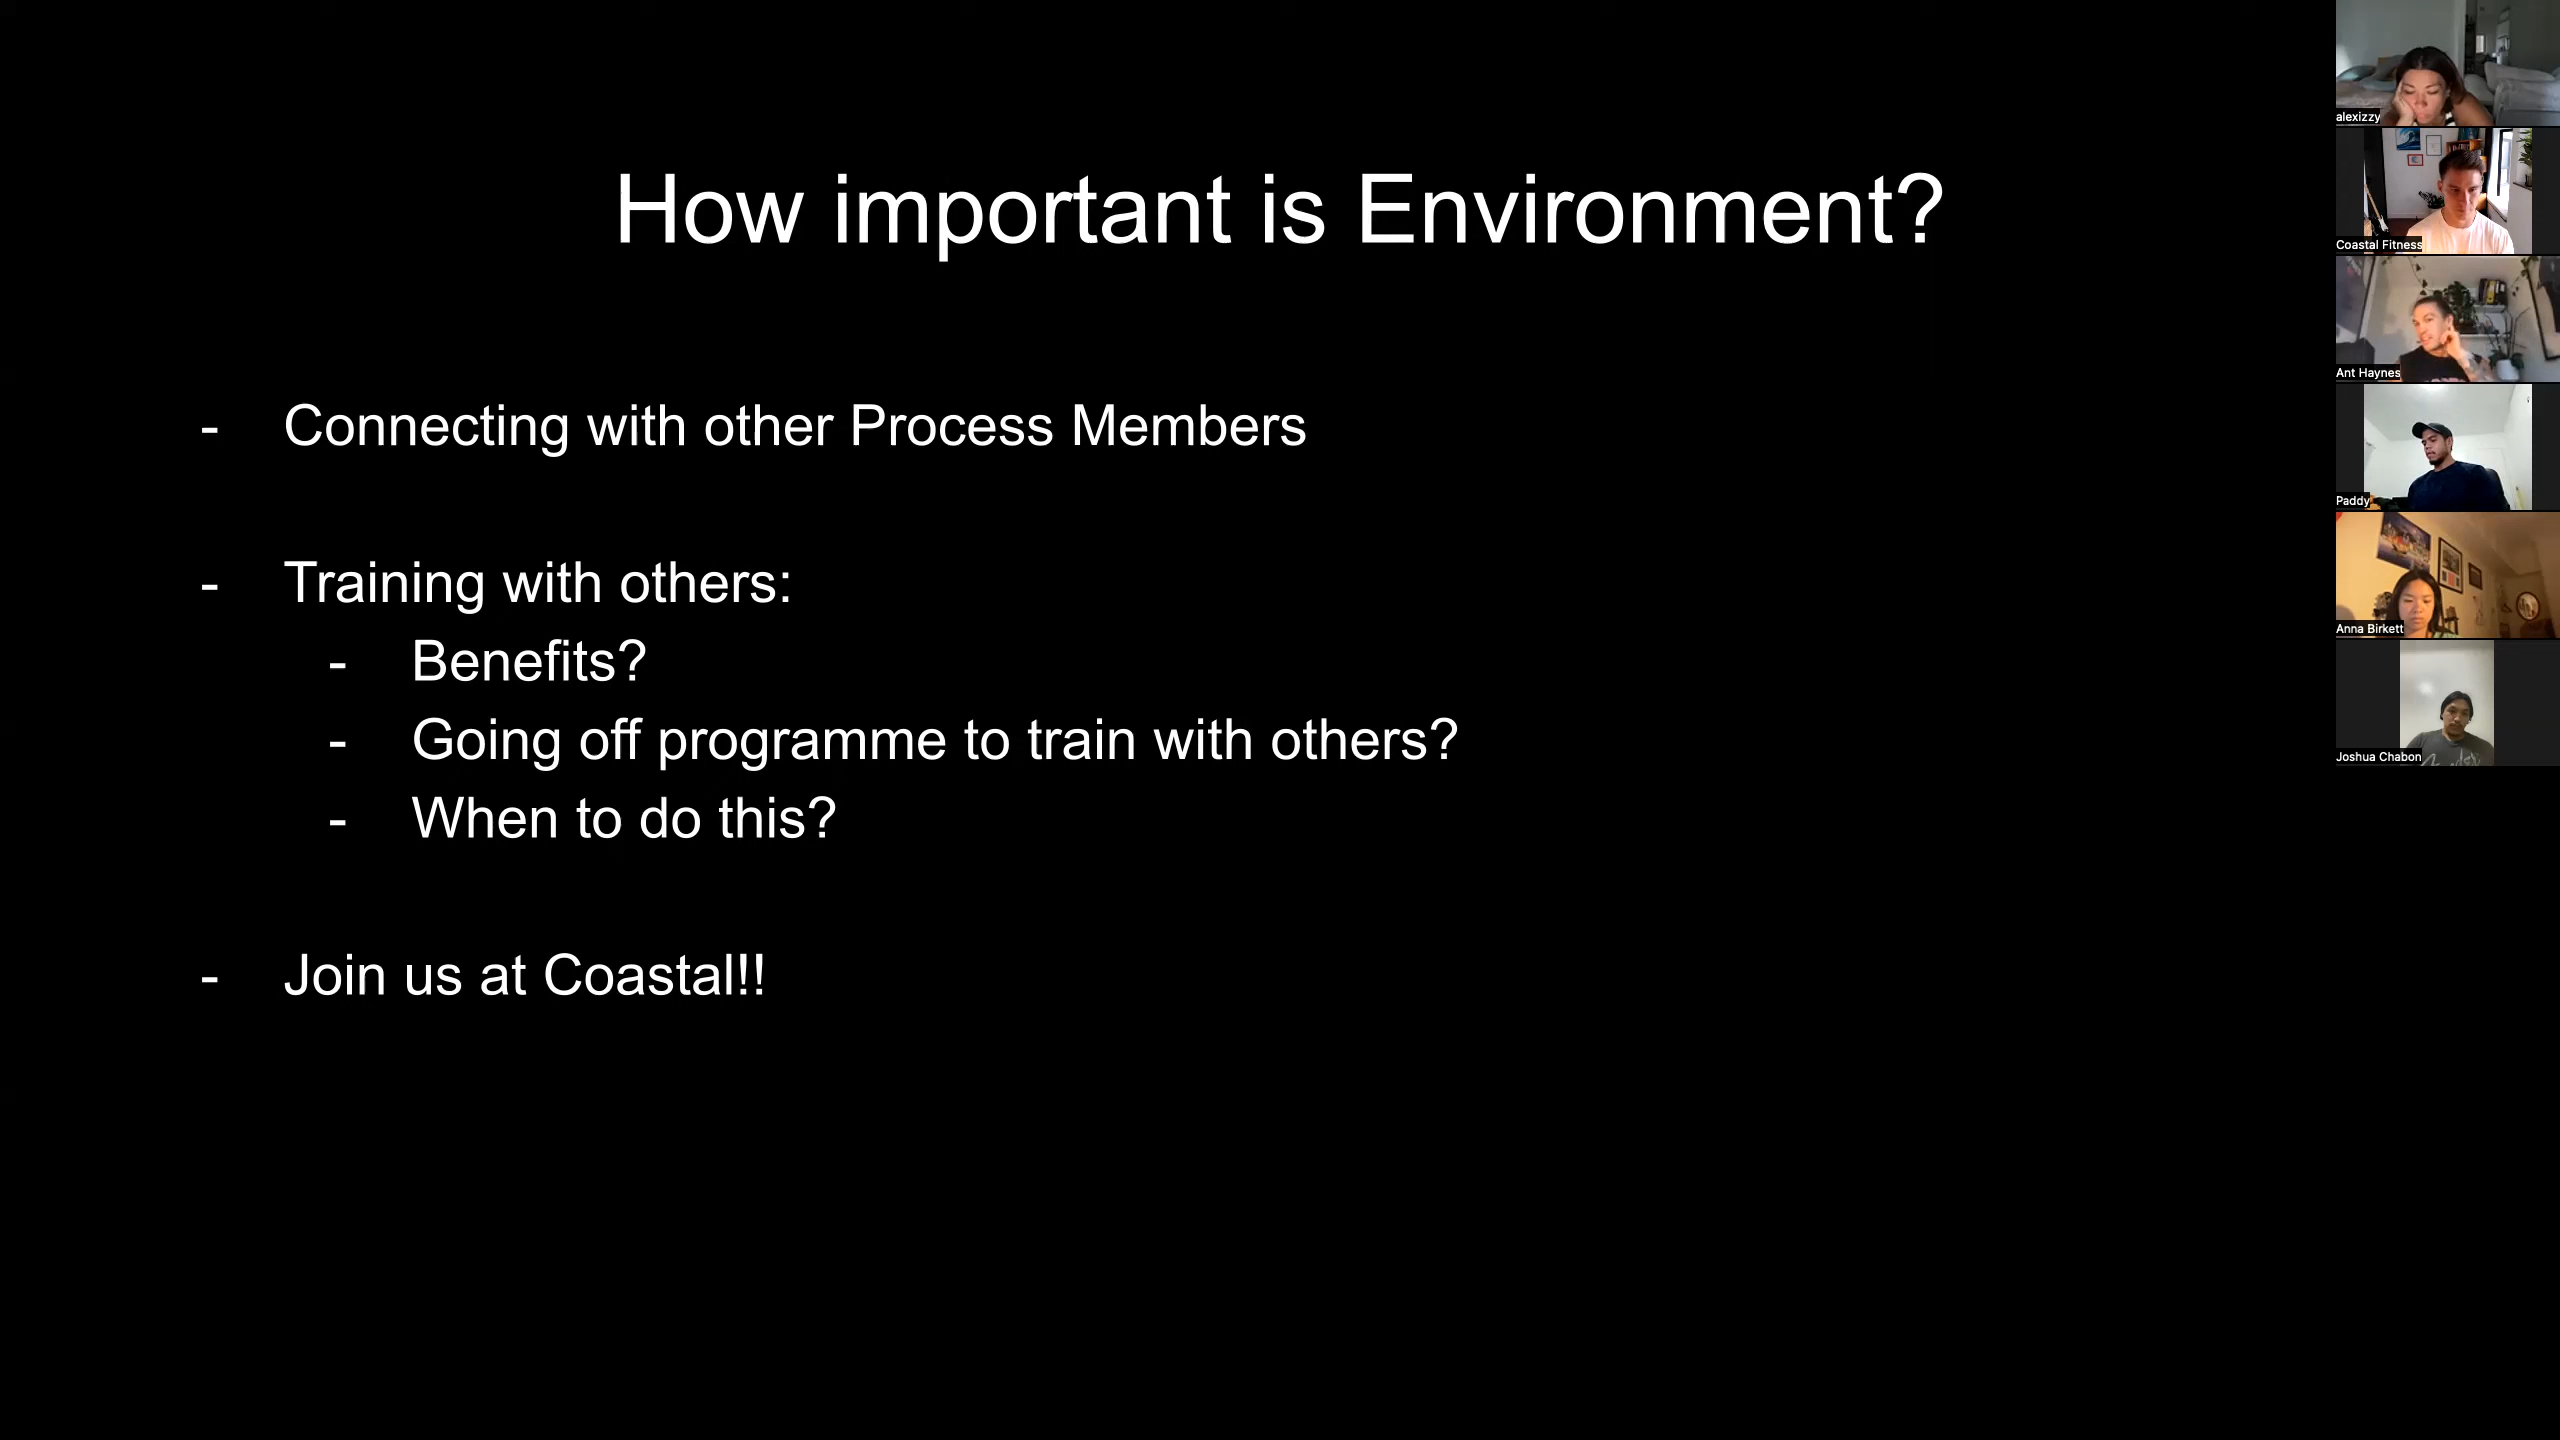 How important is Environment?
- Connecting with other Process Members
- Training with others:
- Benefits?
- Going off programme to train with others?
- When to do this?
- Join us at Coastal!!
alexizzy
Coastal Fitness
Ant Haynes
Paddy
Anna Birkett
Joshua Chabon